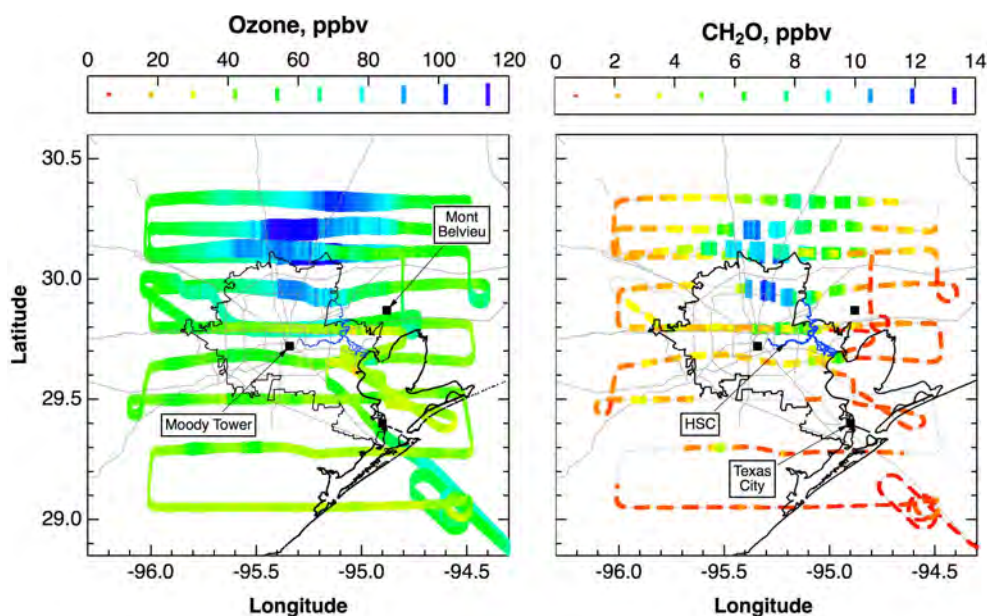 Ozone, ppbv
0 20 40 60 80 100 120
CH₂O, ppbv
0 2 4 6 8 10 12 14
Latitude
30.5
30.0
29.5
29.0
Mont
Belvieu
Moody Tower
HSC
Texas
City
-96.0 -95.5 -95.0 -94.5
-96.0 -95.5 -95.0 -94.5
Longitude
Longitude